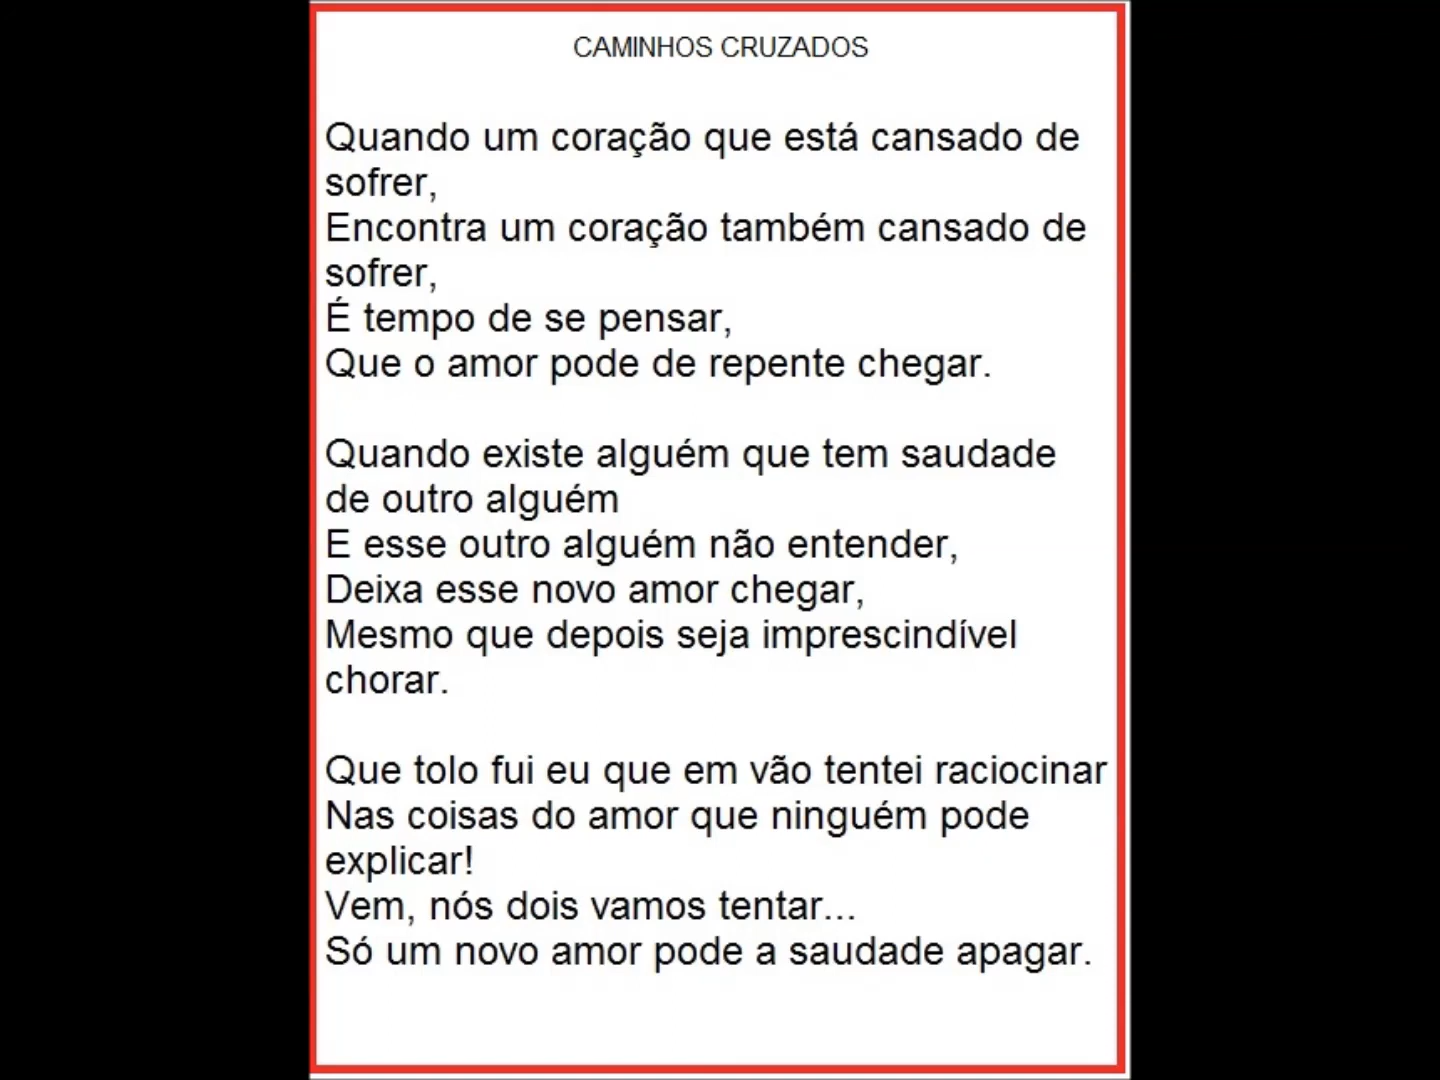 CAMINHOS CRUZADOS
Quando um coração que está cansado de
sofrer,
Encontra um coração também cansado de
sofrer,
É tempo de se pensar,
Que o amor pode de repente chegar.
Quando existe alguém que tem saudade
de outro alguém
E esse outro alguém não entender,
Deixa esse novo amor chegar,
Mesmo que depois seja imprescindível
chorar.
Que tolo fui eu que em vão tentei raciocinar
Nas coisas do amor que ninguém pode
explicar!
Vem, nós dois vamos tentar...
Só um novo amor pode a saudade apagar.